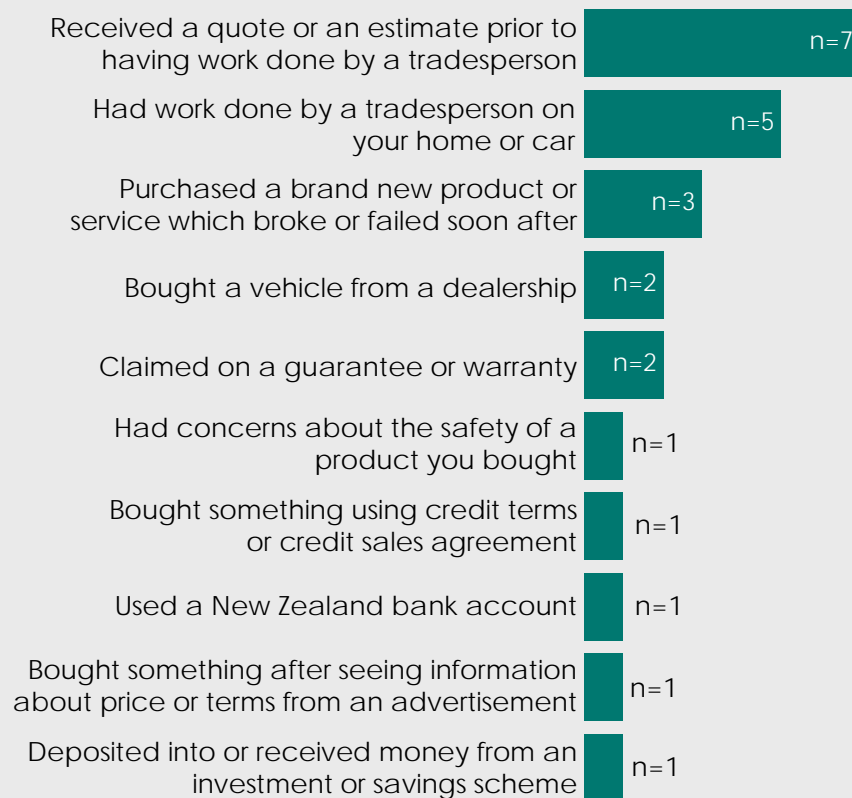 Received a quote or an estimate prior to
having work done by a tradesperson
n=7
Had work done by a tradesperson on
your home or car
n=5
Purchased a brand new product or
service which broke or failed soon after
n=3
Bought a vehicle from a dealership
n=2
Claimed on a guarantee or warranty
n=2
Had concerns about the safety of a
product you bought
n=1
Bought something using credit terms
or credit sales agreement
n=1
Used a New Zealand bank account
n=1
Bought something after seeing information
about price or terms from an advertisement
n=1
Deposited into or received money from an
investment or savings scheme
n=1